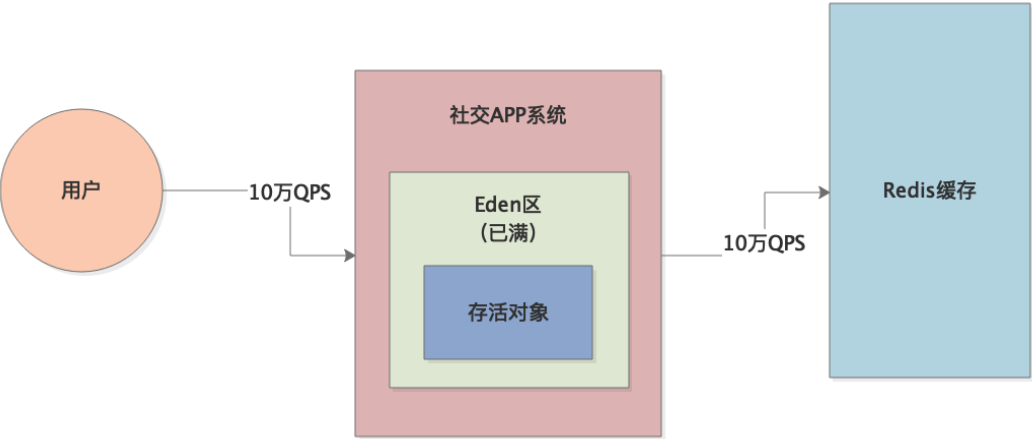 用户
10万QPS
社交APP系统
Eden区
（已满）
存活对象
10万QPS
Redis缓存